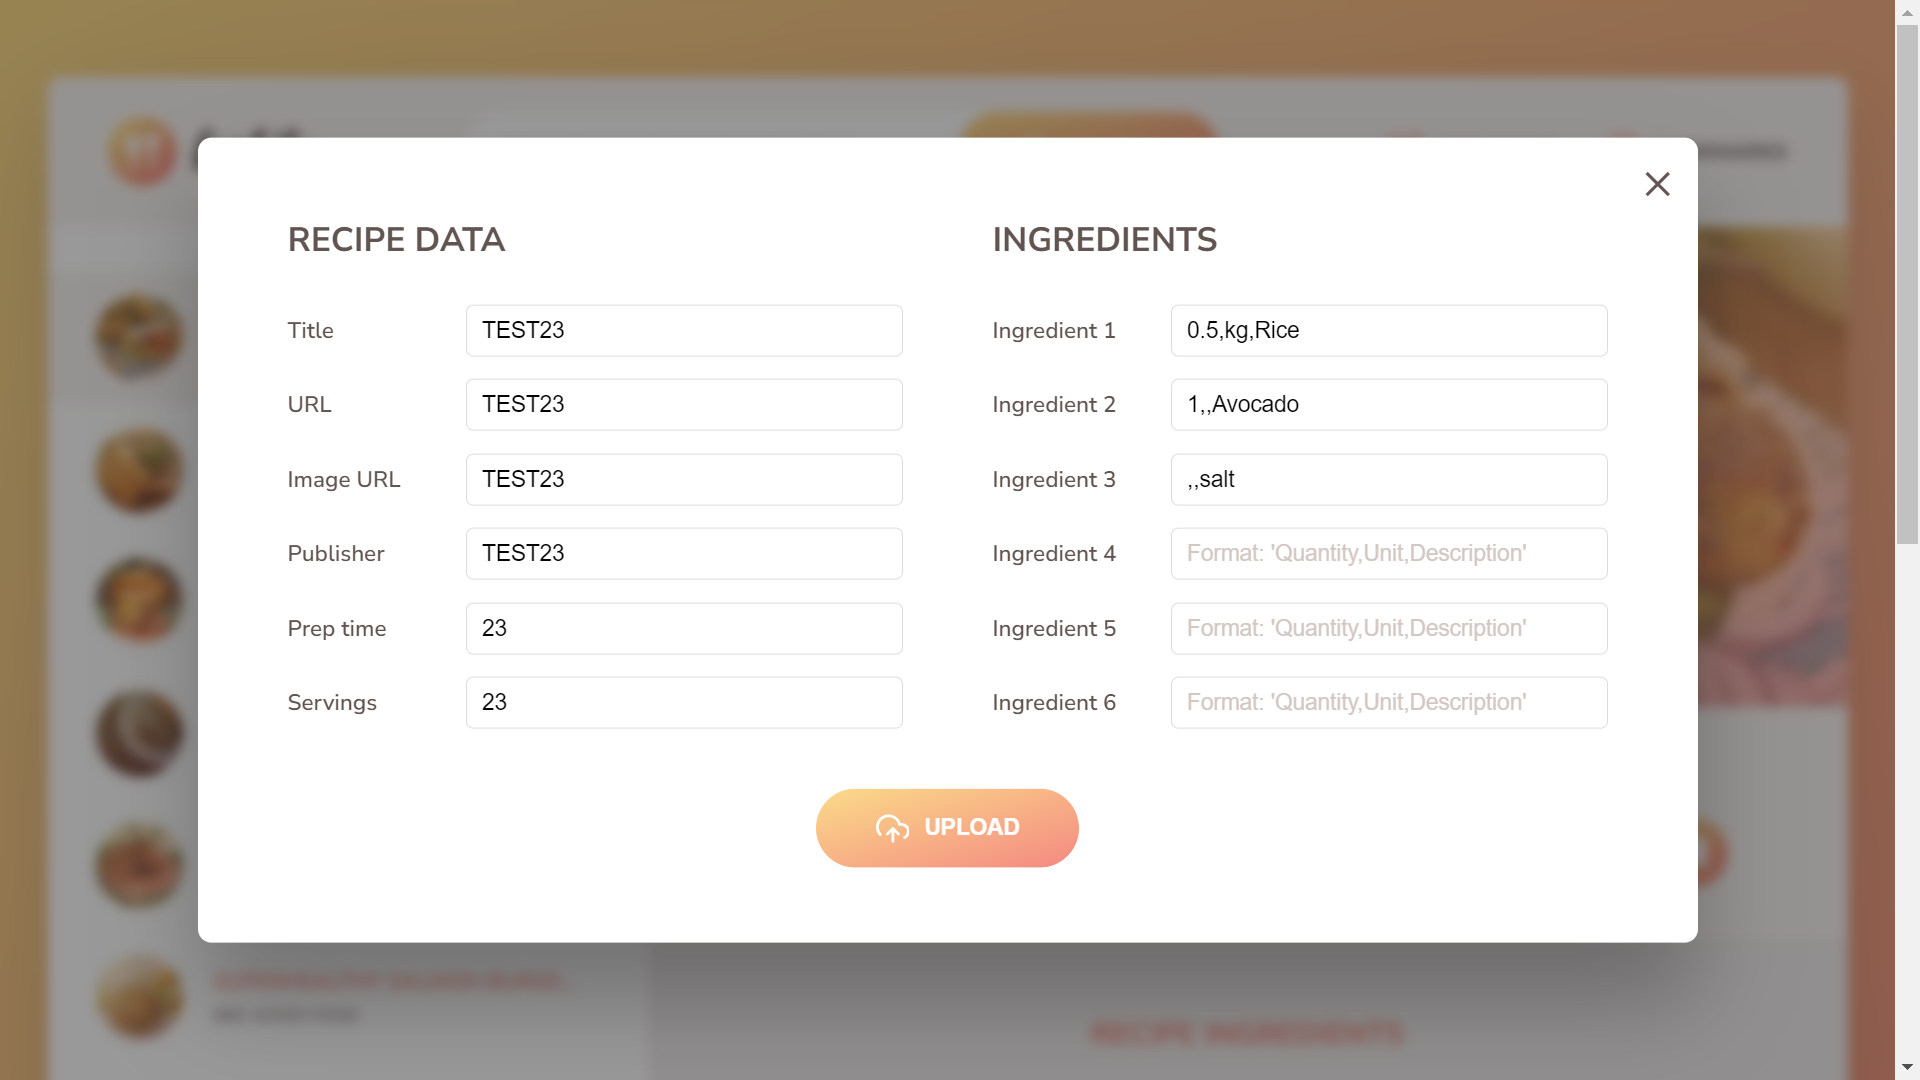 RECIPE DATA
Title
TEST23
URL
TEST23
Image URL
TEST23
Publisher
TEST23
Prep time
23
Servings
23
INGREDIENTS
Ingredient 1
0.5,kg,Rice
Ingredient 2
1,,Avocado
Ingredient 3
,,salt
Ingredient 4
Format: 'Quantity,Unit,Description'
Ingredient 5
Format: 'Quantity,Unit,Description'
Ingredient 6
Format: 'Quantity,Unit,Description'
UPLOAD
RECIPE INGREDIENTS